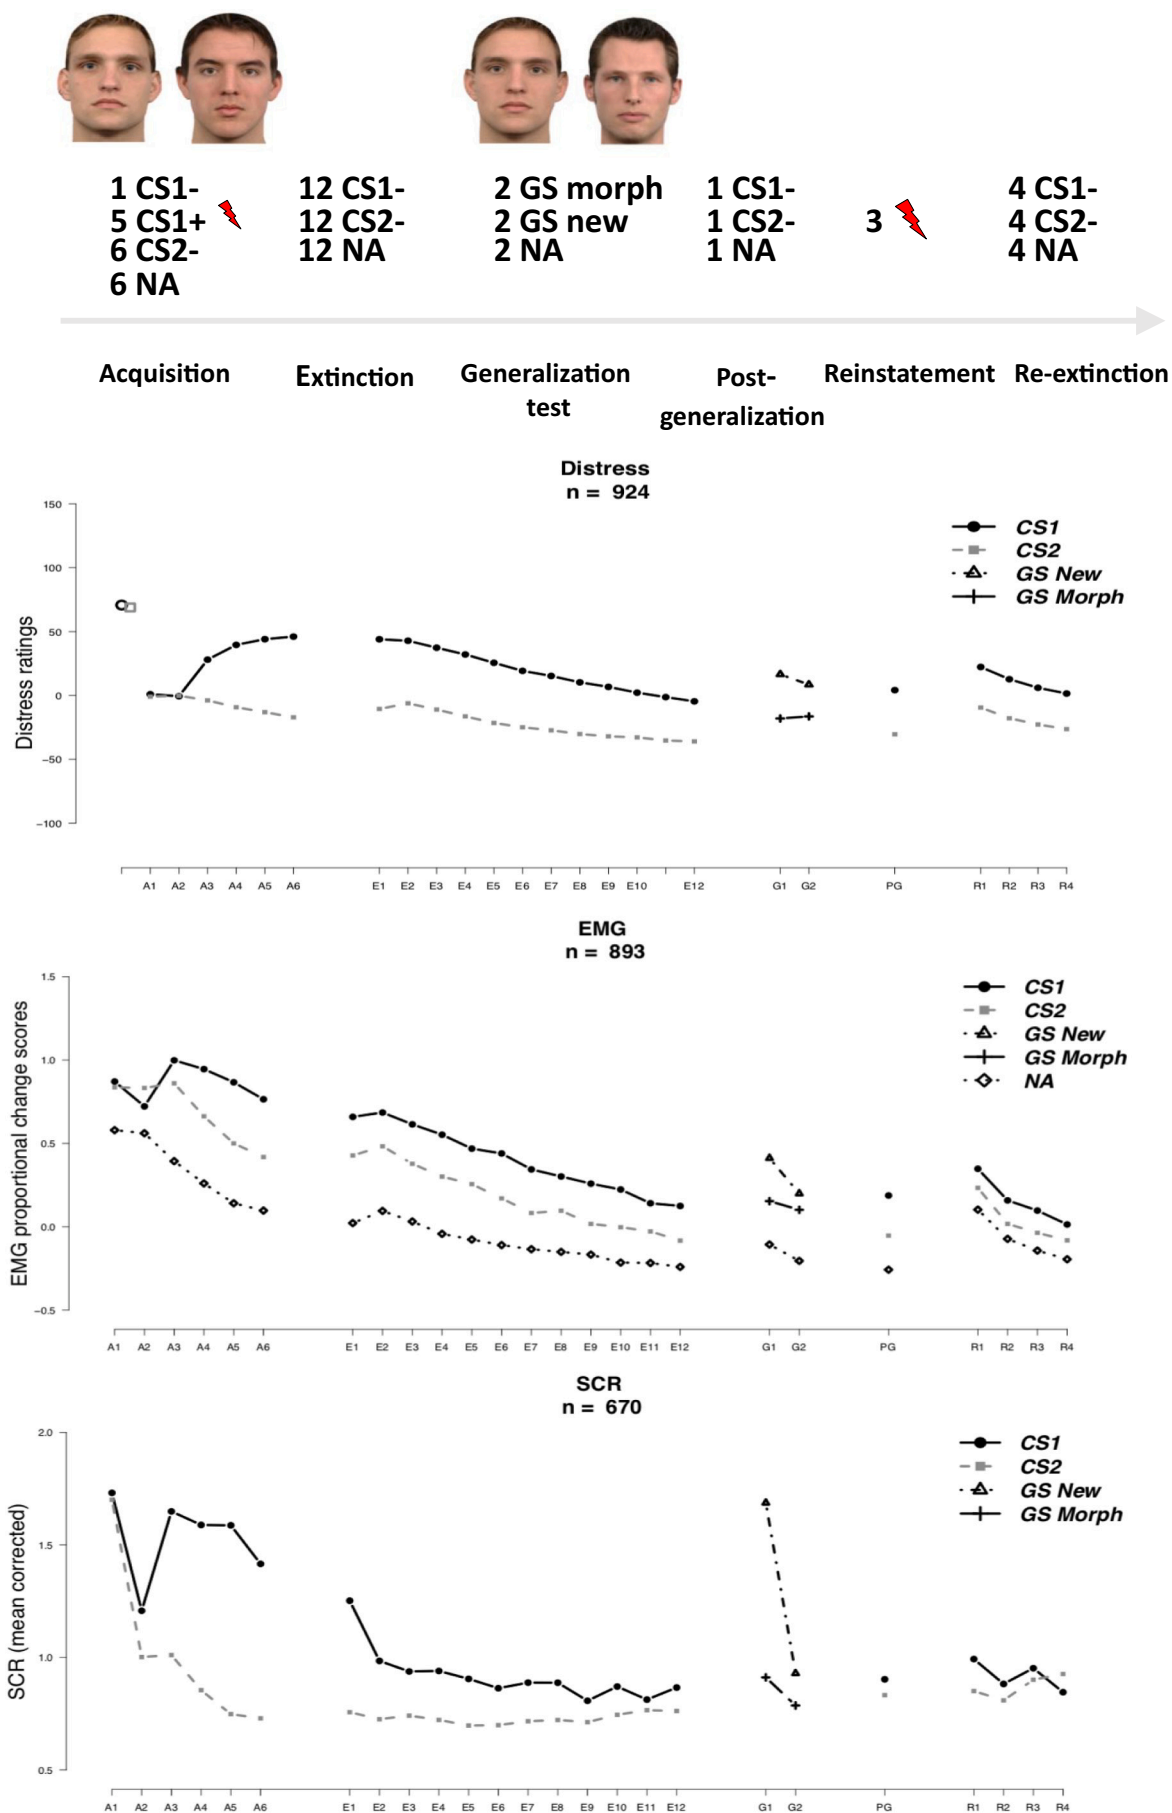 1 CS1- 12 CS1- 2 GS morph 1 CS1- 4 CS1-
5 CS1+ 12 CS2- 2 GS new 1 CS2- 3 4 CS2-
6 CS2- 12 NA 2 NA 1 NA 4 NA
6 NA
Acquisition Extinction Generalization Post- Reinstatement Re-extinction
test generalization
Distress
n = 924
Distress ratings
150
100
50
0
−50
−100
CS1
CS2
GS New
GS Morph
A1 A2 A3 A4 A5 A6 E1 E2 E3 E4 E5 E6 E7 E8 E9 E10 E12 G1 G2 PG R1 R2 R3 R4
EMG
n = 893
EMG proportional change scores
1.5
1.0
0.5
0.0
−0.5
CS1
CS2
GS New
GS Morph
NA
A1 A2 A3 A4 A5 A6 E1 E2 E3 E4 E5 E6 E7 E8 E9 E10 E11 E12 G1 G2 PG R1 R2 R3 R4
SCR
n = 670
SCR (mean corrected)
2.0
1.5
1.0
0.5
CS1
CS2
GS New
GS Morph
A1 A2 A3 A4 A5 A6 E1 E2 E3 E4 E5 E6 E7 E8 E9 E10 E11 E12 G1 G2 PG R1 R2 R3 R4